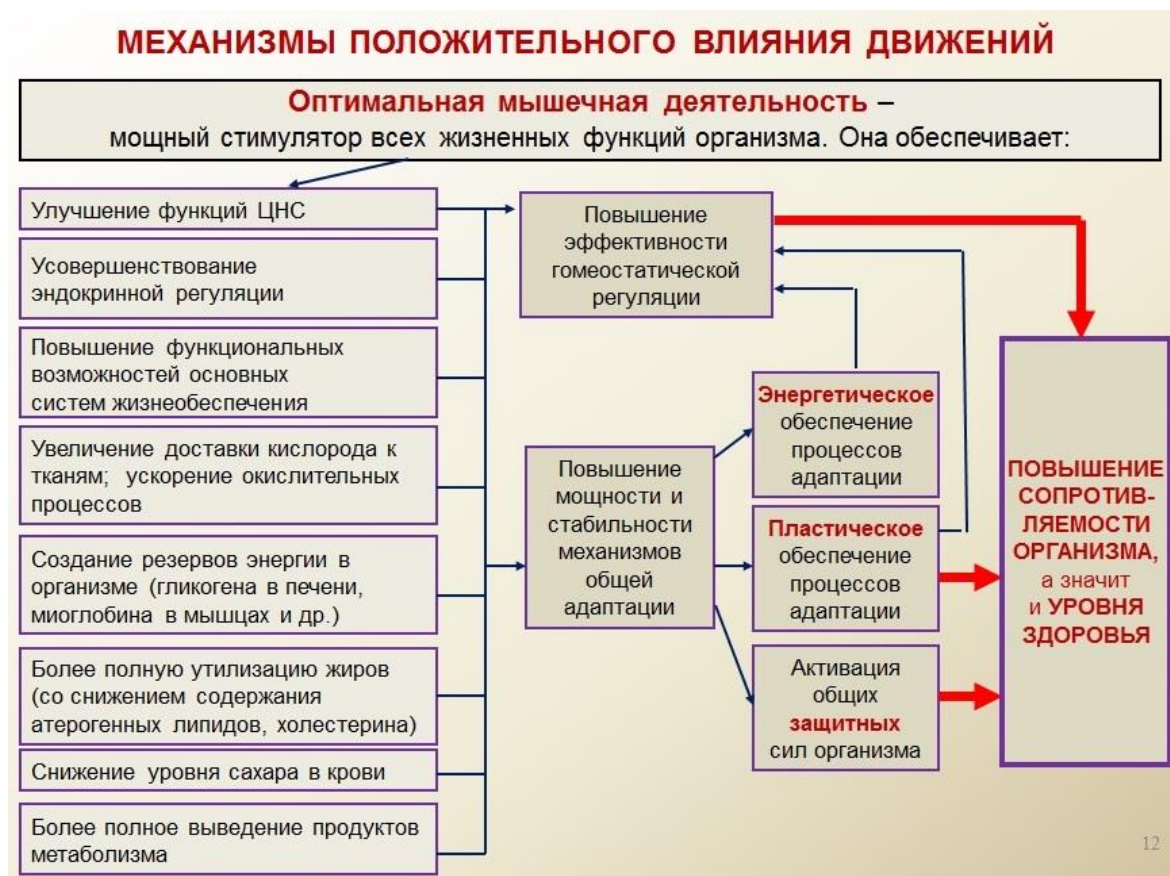 МЕХАНИЗМЫ ПОЛОЖИТЕЛЬНОГО ВЛИЯНИЯ ДВИЖЕНИЙ
Оптимальная мышечная деятельность –
мощный стимулятор всех жизненных функций организма. Она обеспечивает:
Улучшение функций ЦНС
Усовершенствование
эндокринной регуляции
Повышение функциональных
возможностей основных
систем жизнеобеспечения
Увеличение доставки кислорода к
тканям; ускорение окислительных
процессов
Создание резервов энергии в
организме (гликогена в печени,
миоглобина в мышцах и др.)
Более полную утилизацию жиров
(со снижением содержания
атерогенных липидов, холестерина)
Снижение уровня сахара в крови
Более полное выведение продуктов
метаболизма
Повышение
эффективности
гомеостатической
регуляции
Повышение
мощности и
стабильности
механизмов
общей
адаптации
Энергетическое
обеспечение
процессов
адаптации
Пластическое
обеспечение
процессов
адаптации
Активация
общих
защитных
сил организма
ПОВЫШЕНИЕ
СОПРОТИВ-
ЛЯЕМОСТИ
ОРГАНИЗМА,
а значит
и УРОВНЯ
ЗДОРОВЬЯ
12